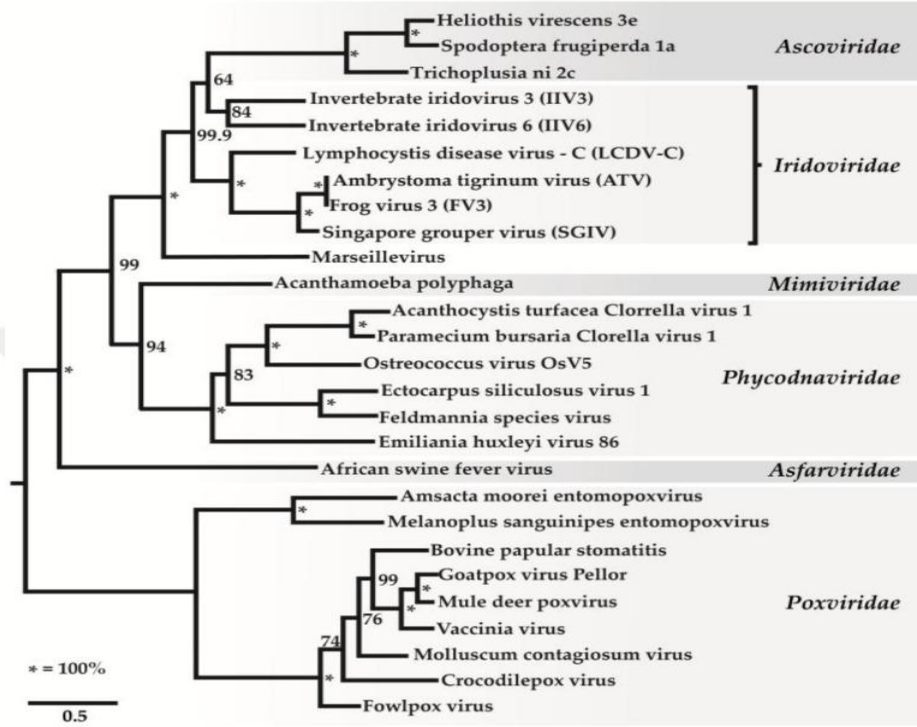 Heliothis virescens 3e
Spodoptera frugiperda 1a
Ascoviridae
Trichoplusia ni 2c
64
Invertebrate iridovirus 3 (IIV3)
84
Invertebrate iridovirus 6 (IIV6)
99.9
Lymphocystis disease virus - C (LCDV-C)
Iridoviridae
Ambrystoma tigrinum virus (ATV)
Frog virus 3 (FV3)
Singapore grouper virus (SGIV)
Marseillevirus
99
Acanthamoeba polyphaga
Mimiviridae
Acanthocystis turfacea Clorrella virus 1
Paramecium bursaria Clorella virus 1
94
Ostreococcus virus OsV5
83
Phycodnaviridae
Ectocarpus siliculosus virus 1
Feldmannia species virus
Emiliania huxleyi virus 86
African swine fever virus
Asfarviridae
Amsacta moorei entomopoxvirus
Melanoplus sanguinipes entomopoxvirus
Bovine papular stomatitis
99
Goatpox virus Pellor
Mule deer poxvirus
Poxviridae
76
Vaccinia virus
74
Molluscum contagiosum virus
* = 100%
Crocodilepox virus
Fowlpox virus
0.5